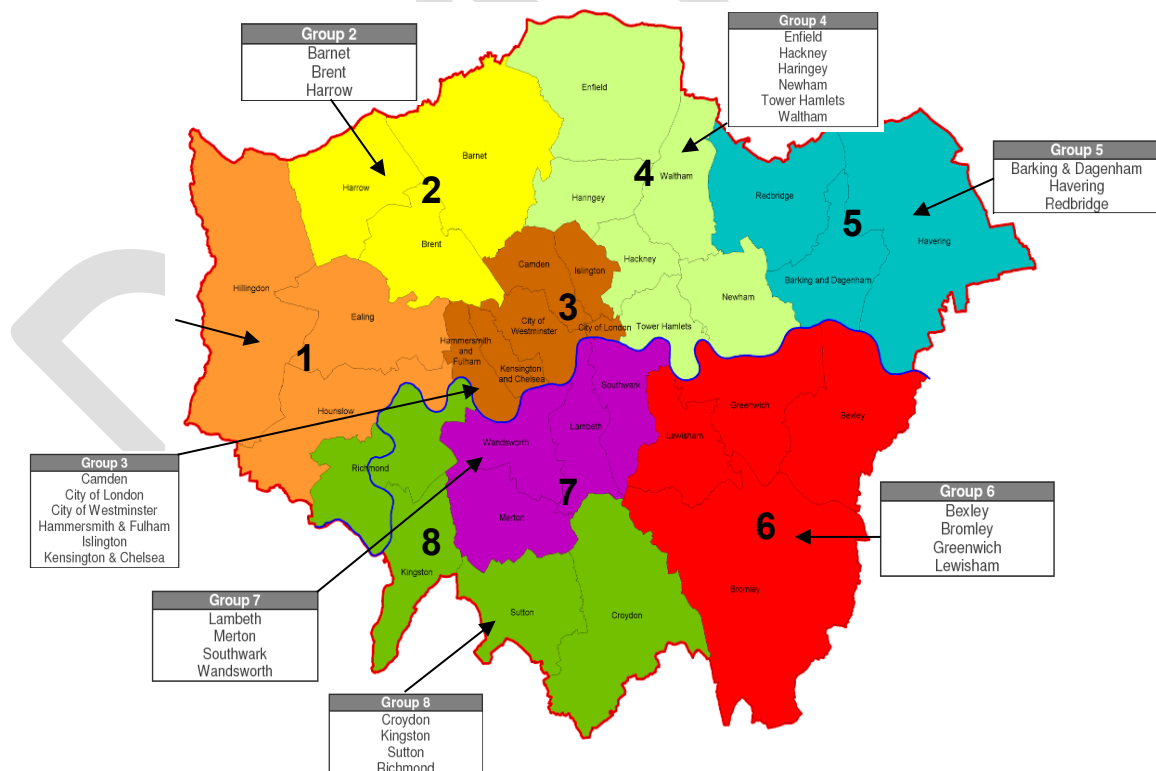 Group 2
Barnet
Brent
Harrow
Group 4
Enfield
Hackney
Haringey
Newham
Tower Hamlets
Waltham
Group 5
Barking & Dagenham
Havering
Redbridge
Enfield
Barnet
Harrow
2
Brent
4
Waltham
Haringey
Hackney
Newham
Tower Hamlets
Redbridge
5
Havering
Barking and Dagenham
Camden
Islington
3
City of
Westminster
City of London
Hammersmith
and
Fulham
Kensington
and Chelsea
Hillingdon
Ealing
1
Hounslow
Southwark
Lambeth
Wandsworth
7
Merton
Greenwich
Bexley
Lewisham
6
Bromley
Richmond
8
Kingston
Sutton
Croydon
Group 3
Camden
City of London
City of Westminster
Hammersmith & Fulham
Islington
Kensington & Chelsea
Group 6
Bexley
Bromley
Greenwich
Lewisham
Group 7
Lambeth
Merton
Southwark
Wandsworth
Group 8
Croydon
Kingston
Sutton
Richmond